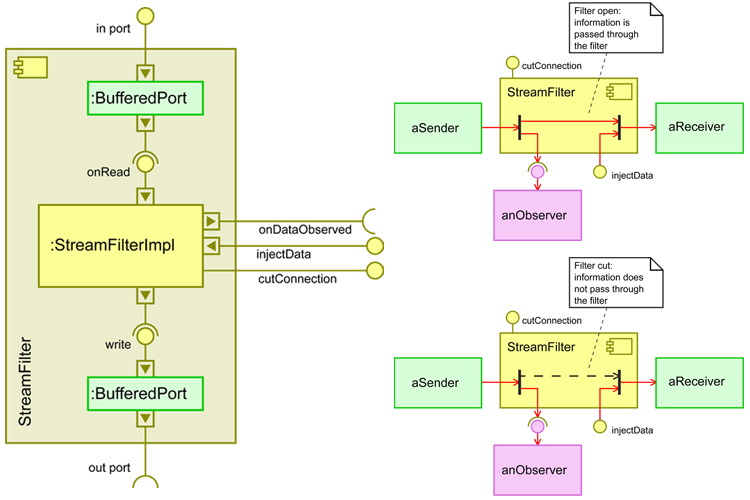 in port
:BufferedPort
onRead
:StreamFilterImpl
onDataObserved
injectData
cutConnection
write
StreamFilter
:BufferedPort
out port
Filter open:
information is
passed through
the filter
cutConnection
StreamFilter
aSender
aReceiver
injectData
anObserver
Filter cut:
information does
not pass through
the filter
cutConnection
StreamFilter
aSender
aReceiver
injectData
anObserver